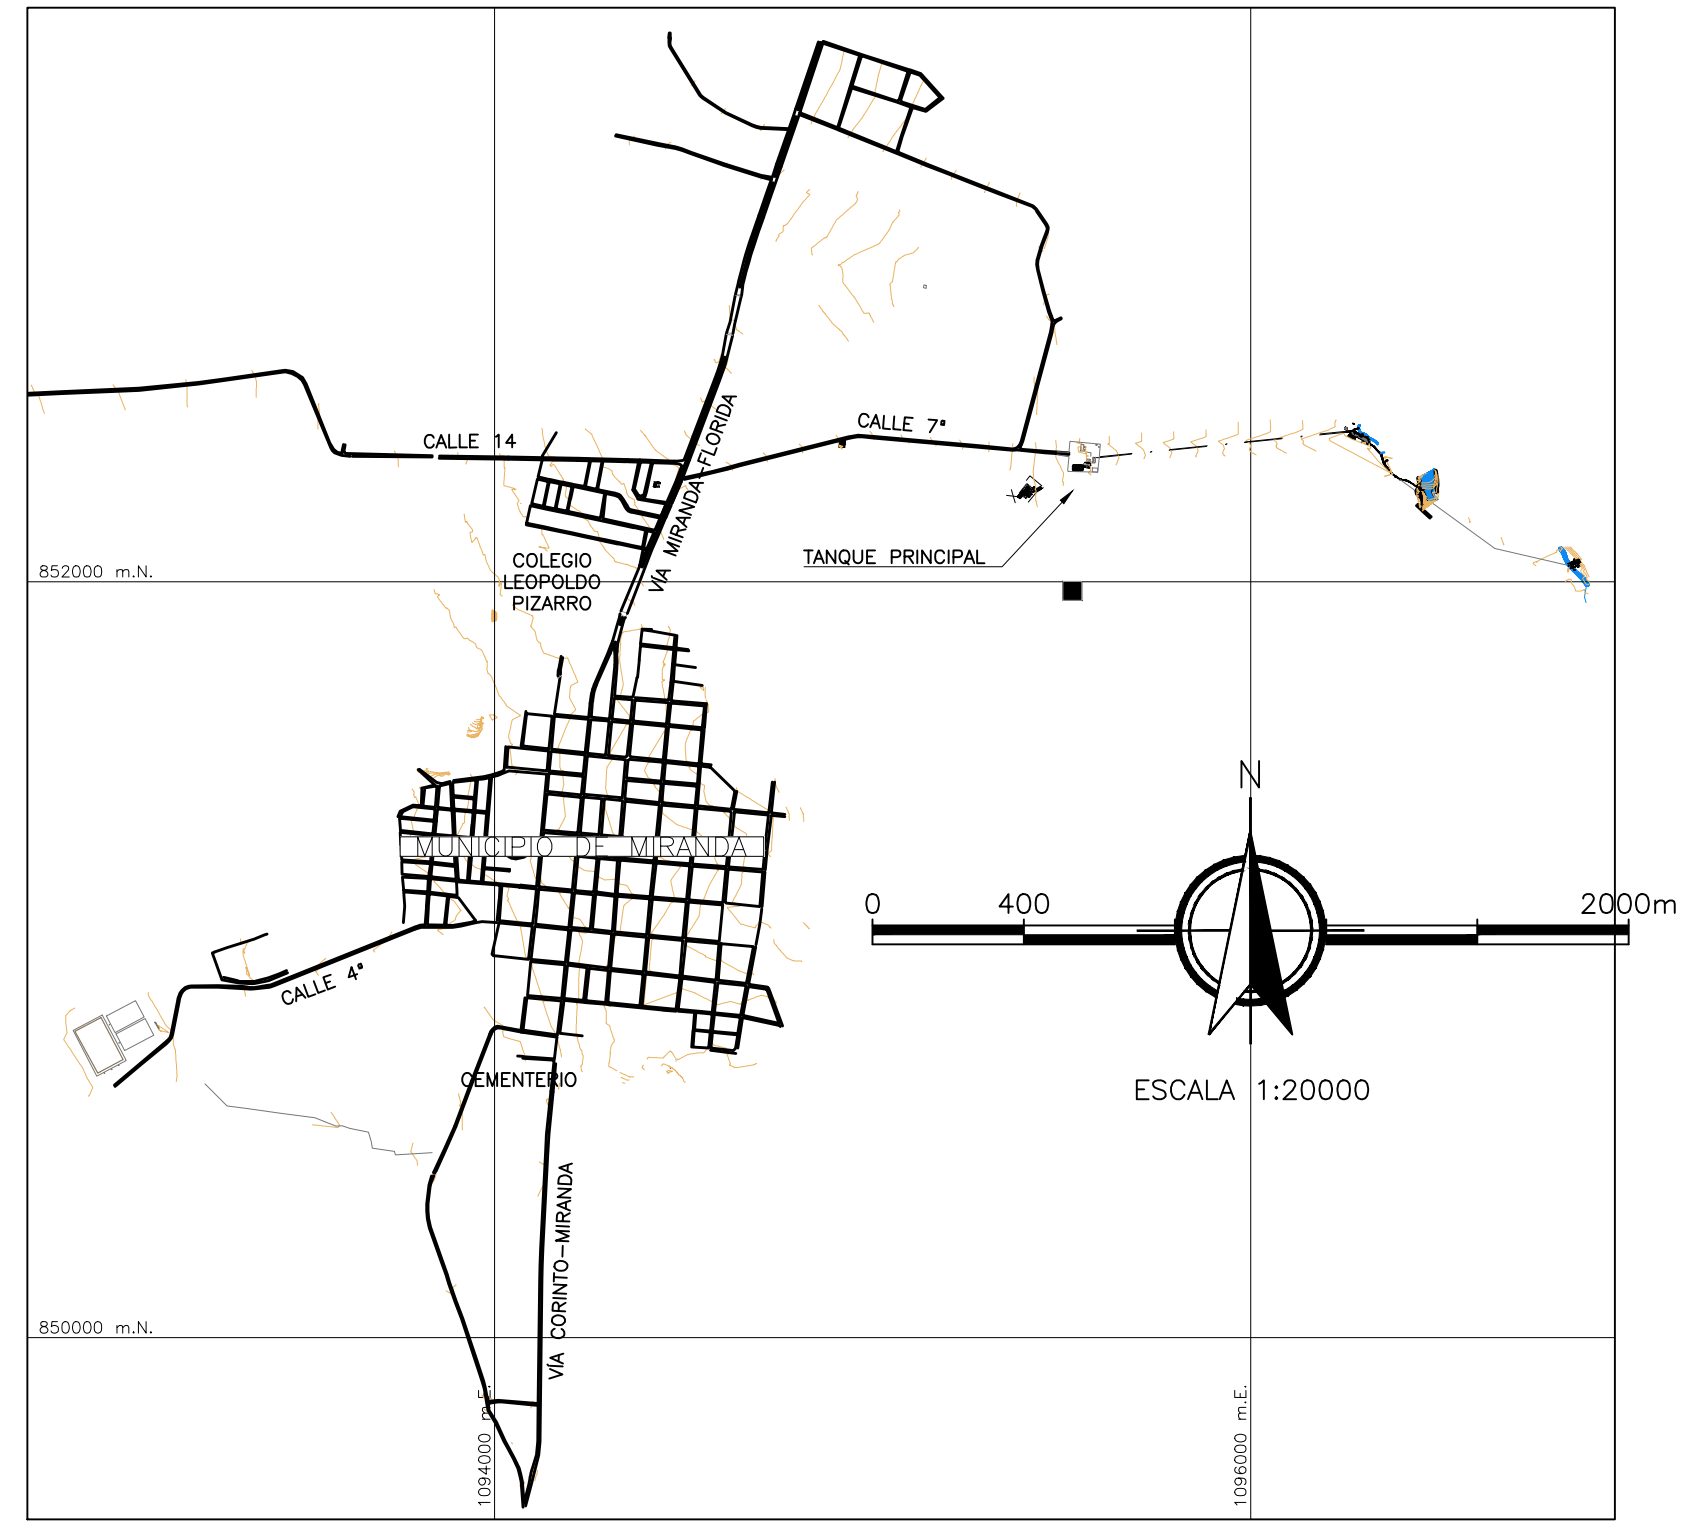 VÍA MIRANDA-FLORIDA
CALLE 7ª
CALLE 14
TANQUE PRINCIPAL
COLEGIO
LEOPOLDO
PIZARRO
852000 m.N.
N
MUNICIPIO DE MIRANDA
0 400 2000m
CALLE 4ª
CEMENTERIO
ESCALA 1:20000
VÍA CORINTO-MIRANDA
850000 m.N.
1094000 m.E.
1096000 m.E.